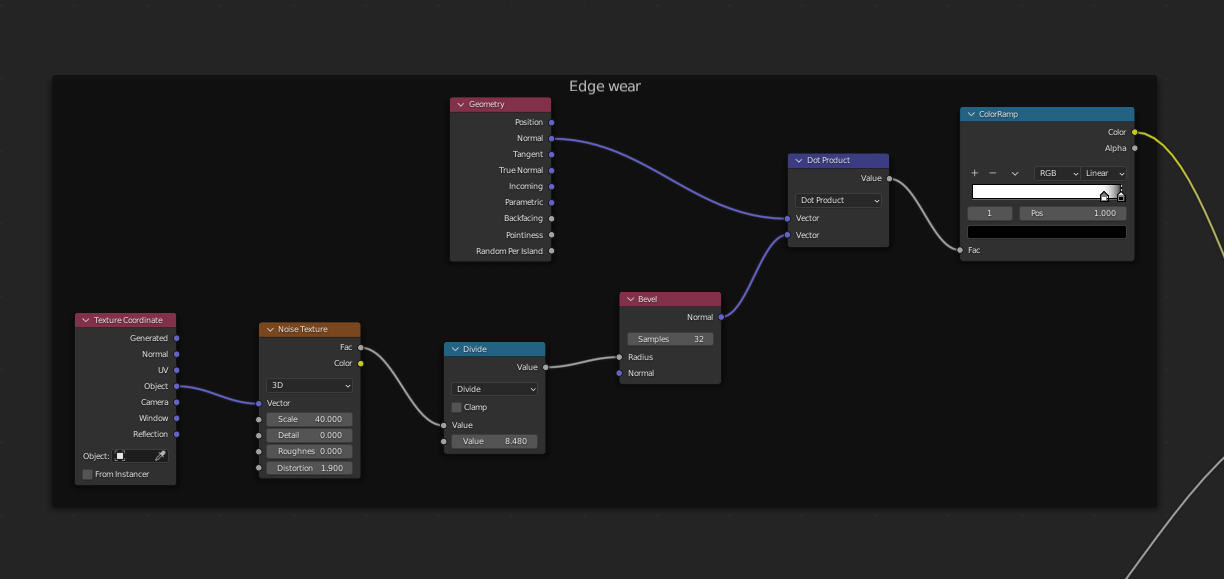 Edge wear
Geometry
Position
Normal
Tangent
True Normal
Incoming
Parametric
Backfacing
Pointiness
Random Per Island
Dot Product
Value
Dot Product
Vector
Vector
ColorRamp
Color
Alpha
RGB
Linear
1
Pos 1.000
Fac
Bevel
Normal
Samples 32
Radius
Normal
Texture Coordinate
Generated
Normal
UV
Object
Camera
Window
Reflection
Object:
From Instancer
Noise Texture
Fac
Color
3D
Vector
Scale 40.000
Detail 0.000
Roughnes 0.000
Distortion 1.900
Divide
Value
Divide
Clamp
Value
Value 8.480